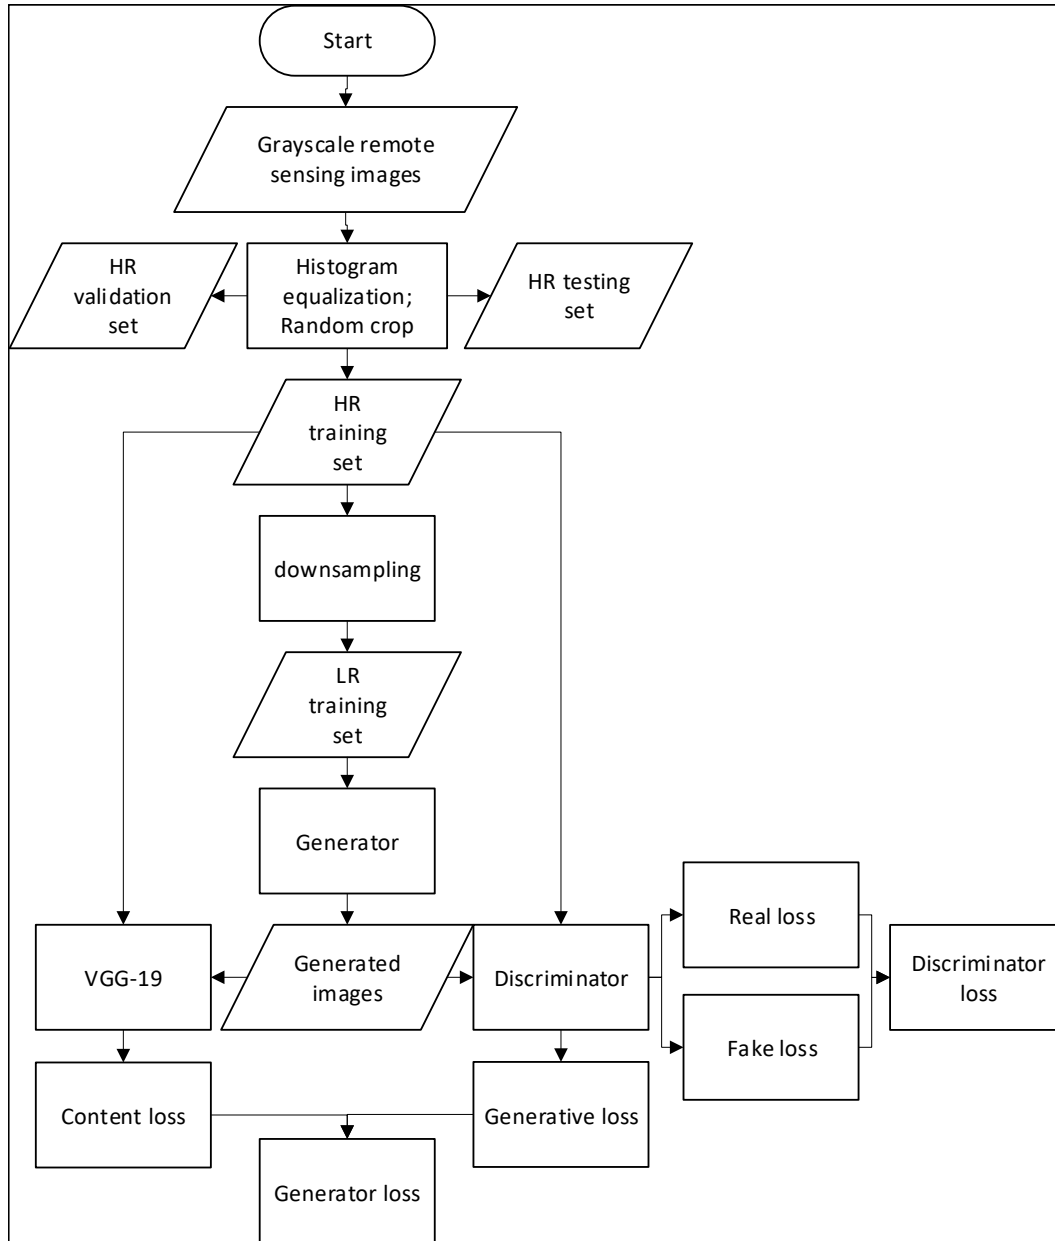 Start
Grayscale remote
sensing images
HR
validation
set
Histogram
equalization;
Random crop
HR testing
set
HR
training
set
downsampling
LR
training
set
Generator
VGG-19
Generated
images
Discriminator
Real loss
Fake loss
Discriminator
loss
Content loss
Generative loss
Generator loss